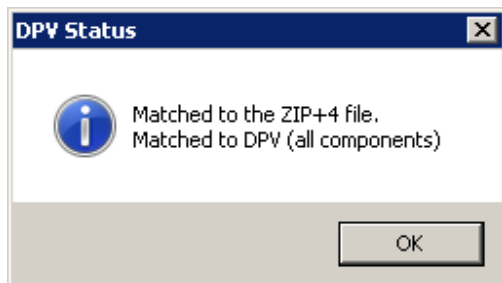 DPV Status
Matched to the ZIP+4 file.
Matched to DPV (all components)
OK